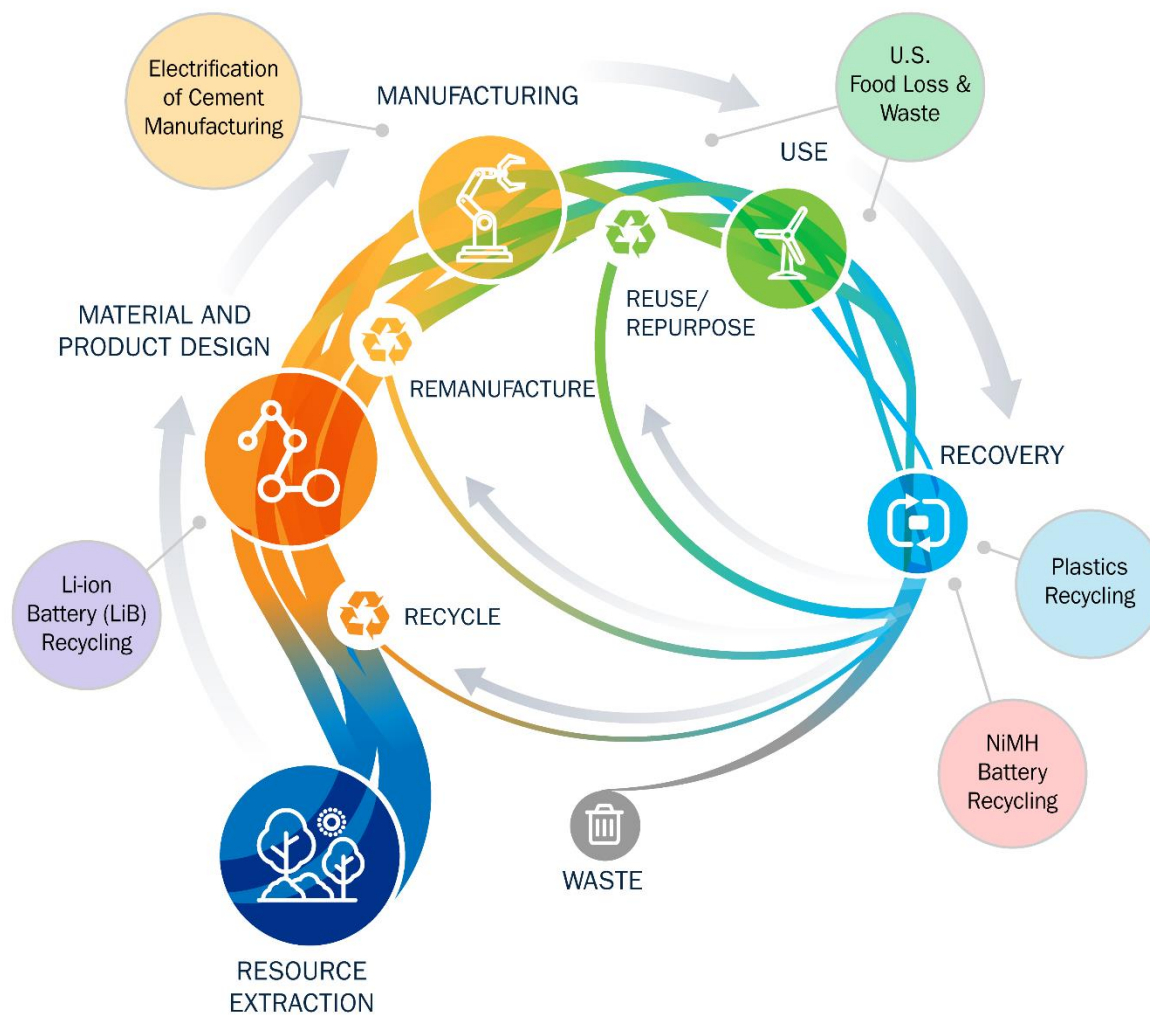 Electrification
of Cement
Manufacturing
MANUFACTURING
U.S.
Food Loss &
Waste
USE
MATERIAL AND
PRODUCT DESIGN
REUSE/
REPURPOSE
REMANUFACTURE
RECOVERY
Li-ion
Battery (LiB)
Recycling
RECYCLE
Plastics
Recycling
NiMH
Battery
Recycling
WASTE
RESOURCE
EXTRACTION